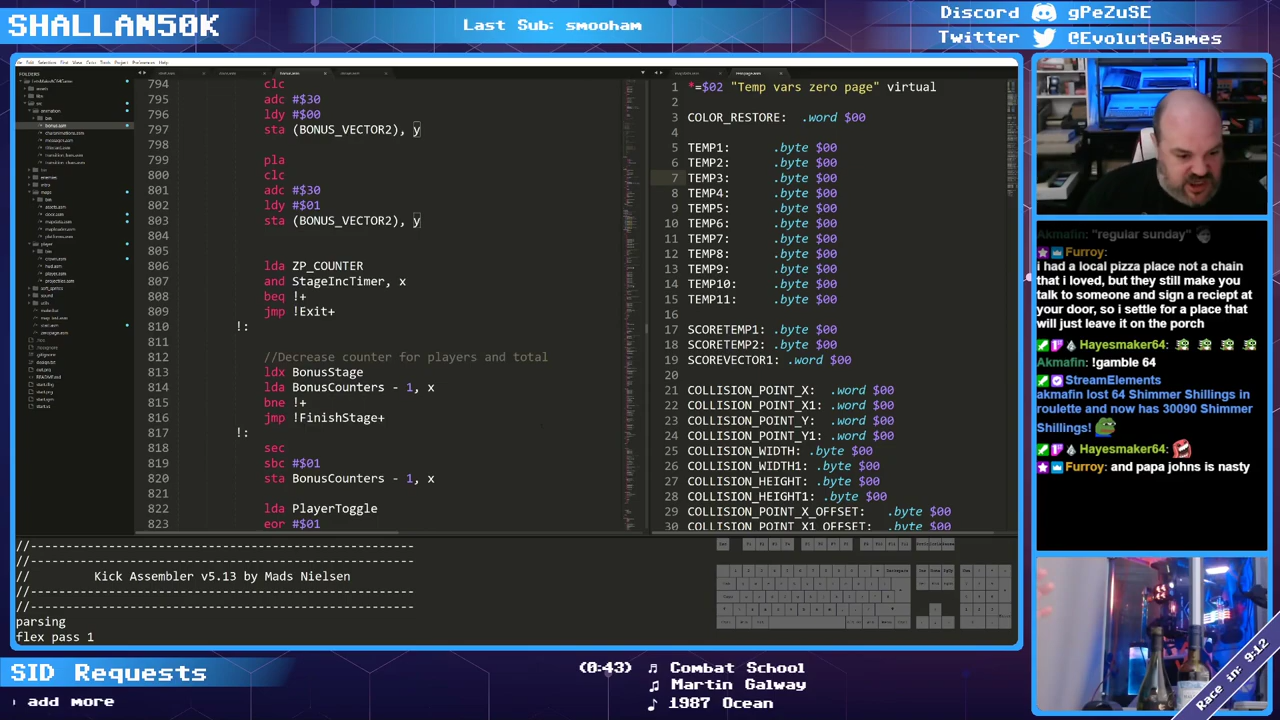 SHALLAN50K
Last Sub: smooham
Discord gPeZuSE
Twitter @EvoluteGames
FOLDERS
794 clc
795 adc #$30
796 ldy #$00
797 sta (BONUS_VECTOR2), y
798
799 pla
800 clc
801 adc #$30
802 ldy #$01
803 sta (BONUS_VECTOR2), y
804
805
806 lda ZP_COUNTER
807 and StageIncTimer, x
808 beq !+
809 jmp !Exit+
810 !:
811
812 //Decrease counter for players and total
813 ldx BonusStage
814 lda BonusCounters - 1, x
815 bne !+
816 jmp !FinishStage+
817 !:
818 sec
819 sbc #$01
820 sta BonusCounters - 1, x
821
822 lda PlayerToggle
823 eor #$01
1 *=$02 "Temp vars zero page" virtual
2
3 COLOR_RESTORE: .word $00
4
5 TEMP1: .byte $00
6 TEMP2: .byte $00
7 TEMP3: .byte $00
8 TEMP4: .byte $00
9 TEMP5: .byte $00
10 TEMP6: .byte $00
11 TEMP7: .byte $00
12 TEMP8: .byte $00
13 TEMP9: .byte $00
14 TEMP10: .byte $00
15 TEMP11: .byte $00
16
17 SCORETEMP1: .byte $00
18 SCORETEMP2: .byte $00
19 SCOREVECTOR1: .word $00
20
21 COLLISION_POINT_X: .word $00
22 COLLISION_POINT_X1: .word $00
23 COLLISION_POINT_Y: .word $00
24 COLLISION_POINT_Y1: .word $00
25 COLLISION_WIDTH: .byte $00
26 COLLISION_WIDTH1: .byte $00
27 COLLISION_HEIGHT: .byte $00
28 COLLISION_HEIGHT1: .byte $00
29 COLLISION_POINT_X_OFFSET: .byte $00
30 COLLISION_POINT_X1_OFFSET: .byte $00
//------------------------------------------------------
//------------------------------------------------------
// Kick Assembler v5.13 by Mads Nielsen
//------------------------------------------------------
//------------------------------------------------------
parsing
flex pass 1
Akmafin: "regular sunday"
Furroy:
i had a local pizza place not a chain
that i loved, but they still make you
talk to someone and sign a reciept at
your door, so i settle for a place that
will just leave it on the porch
Hayesmaker64:
Akmafin: !gamble 64
StreamElements
akmafin lost 64 Shimmer Shillings in
roulette and now has 30090 Shimmer
Shillings!
Hayesmaker64:
Furroy: and papa johns is nasty
SID Requests
add more
(0:43) Combat School
Martin Galway
1987 Ocean
Race in: 9:12